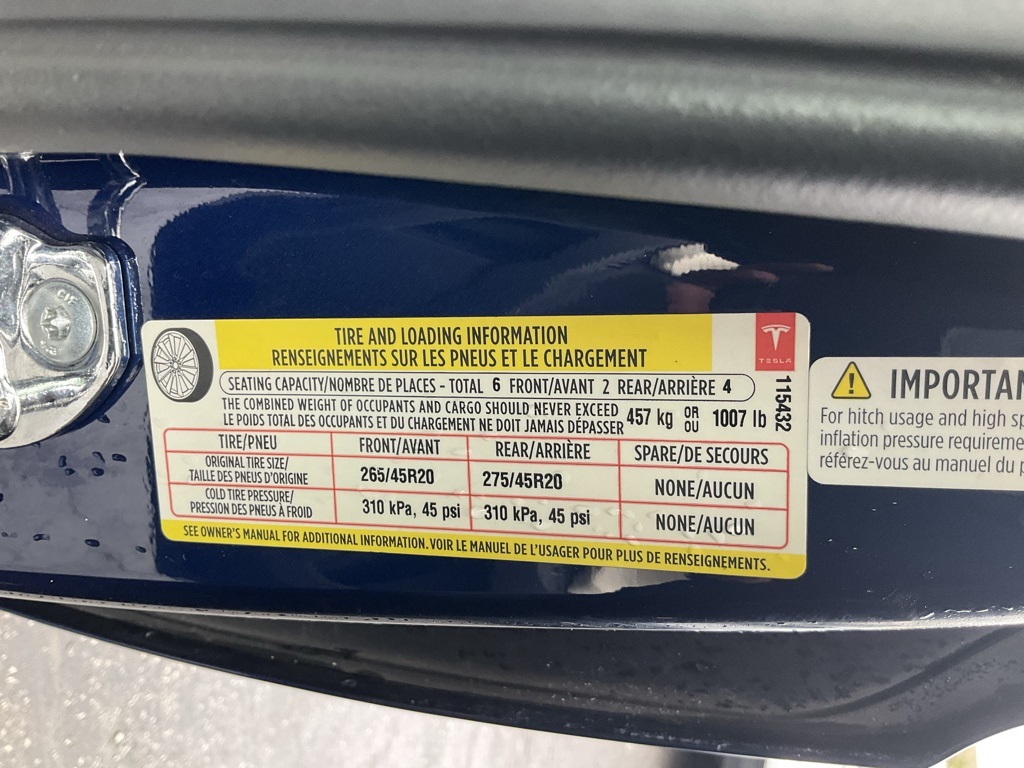 TIRE AND LOADING INFORMATION
RENSEIGNEMENTS SUR LES PNEUS ET LE CHARGEMENT
TESLA
SEATING CAPACITY/NOMBRE DE PLACES - TOTAL 6 FRONT/AVANT 2 REAR/ARRIÈRE 4
THE COMBINED WEIGHT OF OCCUPANTS AND CARGO SHOULD NEVER EXCEED
LE POIDS TOTAL DES OCCUPANTS ET DU CHARGEMENT NE DOIT JAMAIS DÉPASSER
457 kg OR OU 1007 lb
115432
TIRE/PNEU FRONT/AVANT REAR/ARRIÈRE SPARE/DE SECOURS
ORIGINAL TIRE SIZE/
TAILLE DES PNEUS D'ORIGINE
265/45R20 275/45R20 NONE/AUCUN
COLD TIRE PRESSURE/
PRESSION DES PNEUS À FROID
310 kPa, 45 psi 310 kPa, 45 psi NONE/AUCUN
SEE OWNER'S MANUAL FOR ADDITIONAL INFORMATION. VOIR LE MANUEL DE L'USAGER POUR PLUS DE RENSEIGNEMENTS.
IMPORTAN
For hitch usage and high sp
inflation pressure requireme
référez-vous au manuel du p